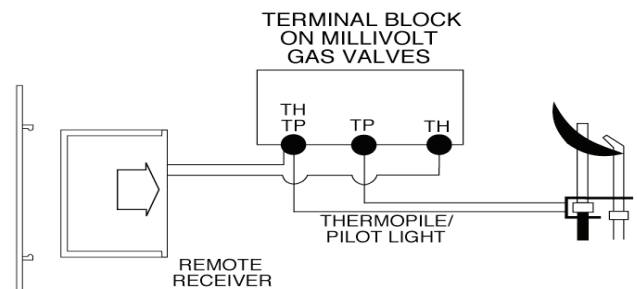 TERMINAL BLOCK
ON MILLIVOLT
GAS VALVES
TH
TP
TP
TH
THERMOPILE/
PILOT LIGHT
REMOTE
RECEIVER